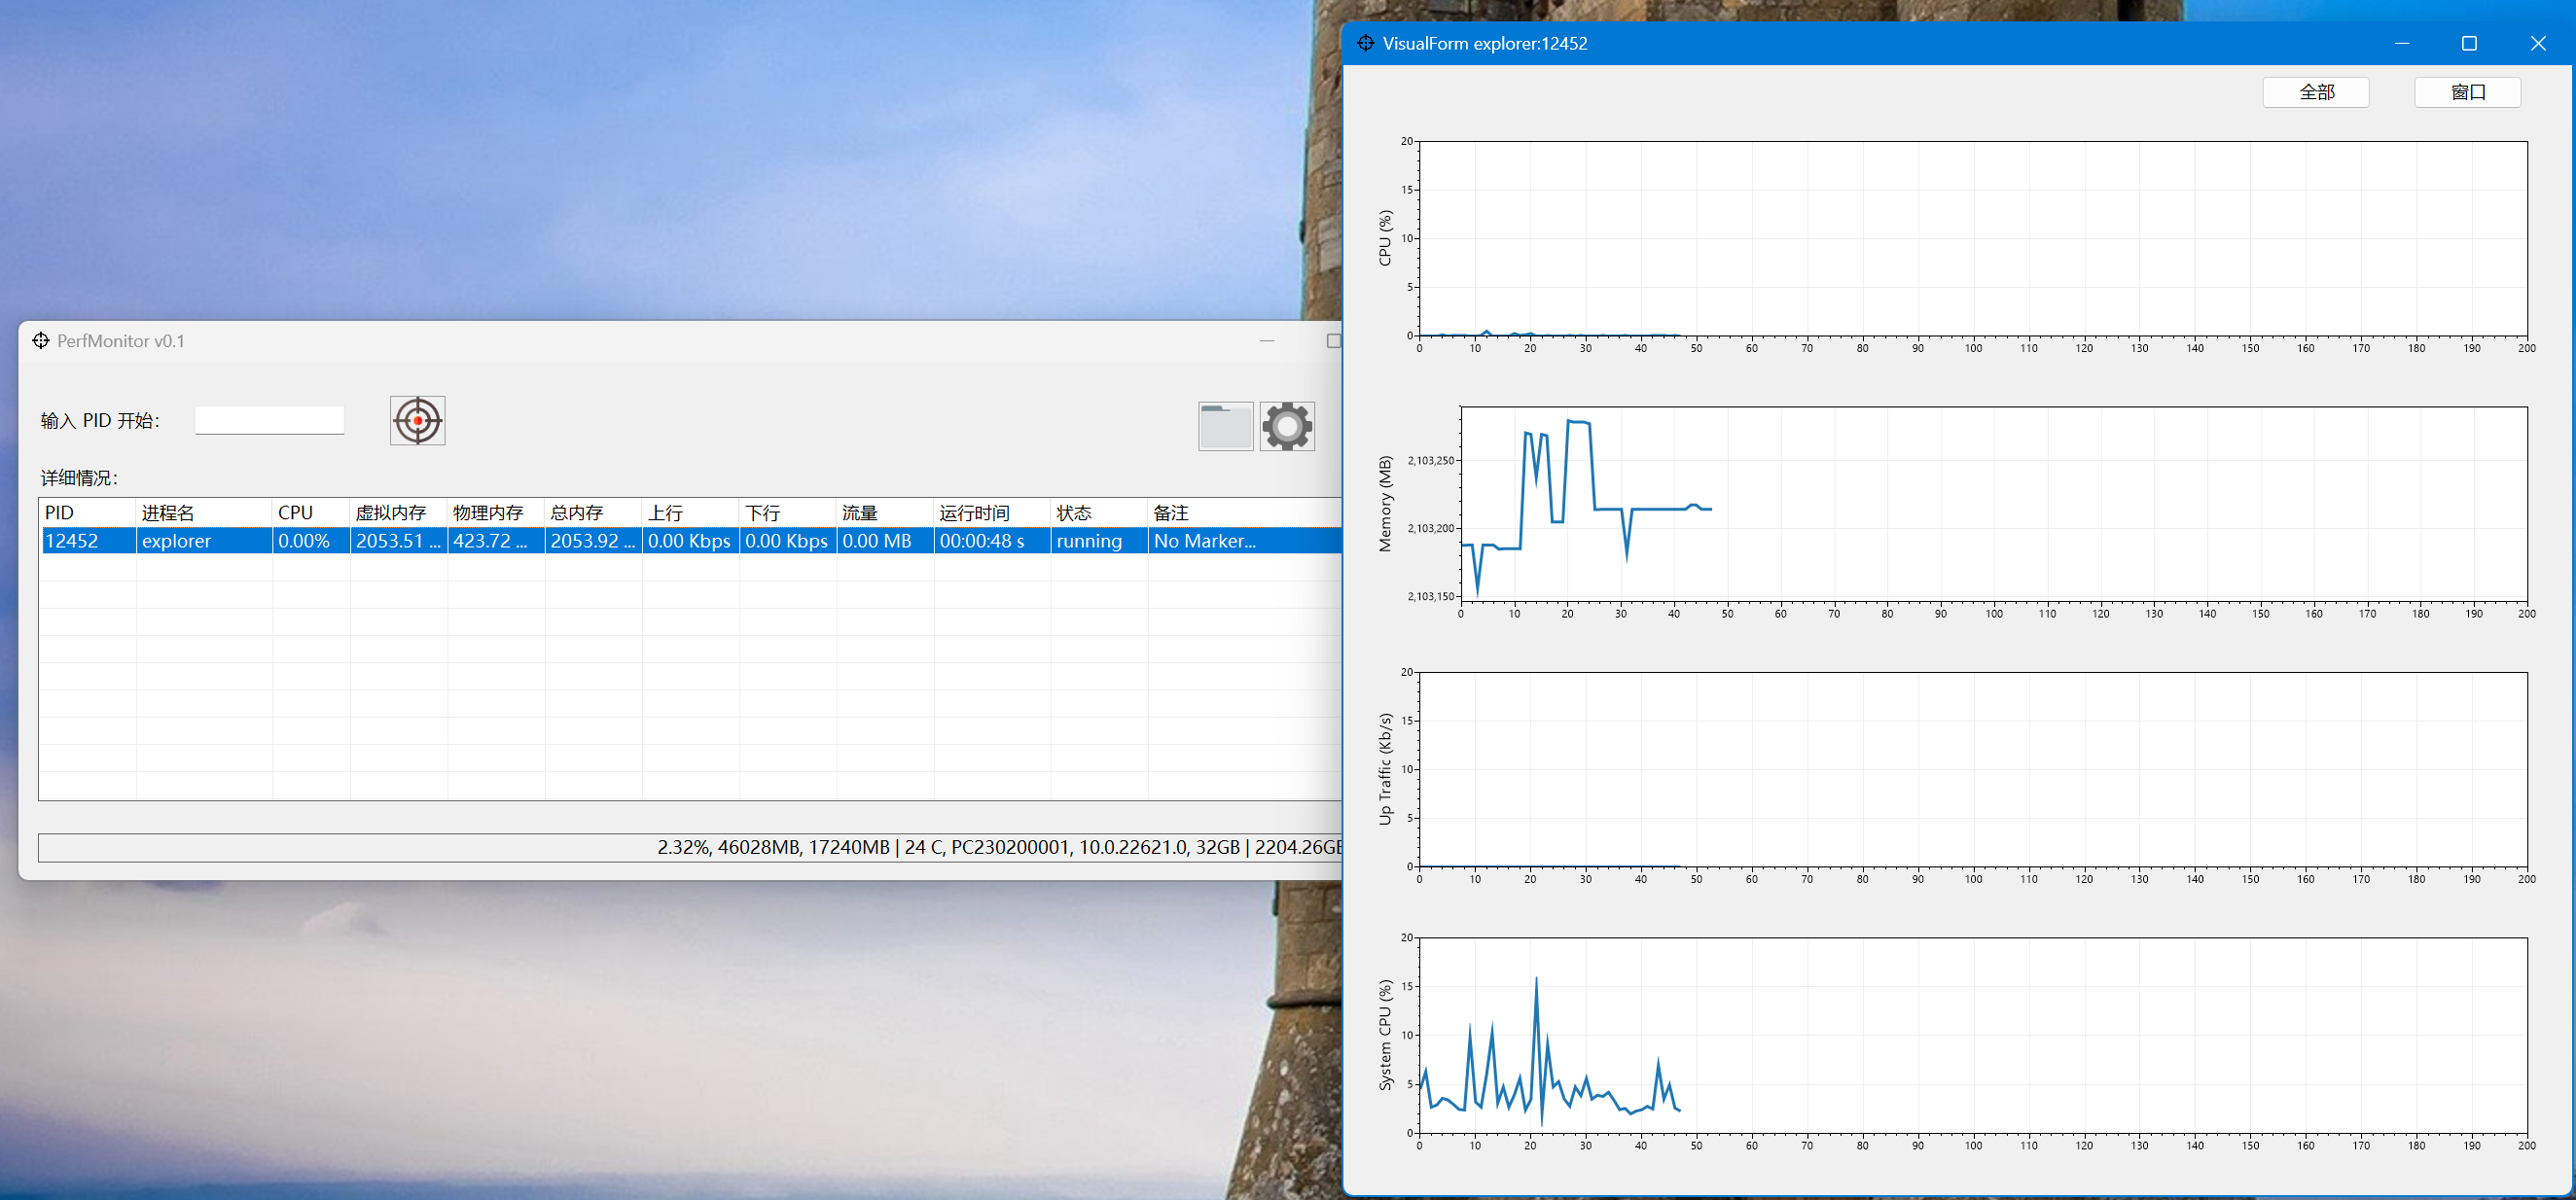 PerfMonitor v0.1
输入 PID 开始：
详细情况：
PID 进程名 CPU 虚拟内存 物理内存 总内存 上行 下行 流量 运行时间 状态 备注
12452 explorer 0.00% 2053.51 ... 423.72 ... 2053.92 ... 0.00 Kbps 0.00 Kbps 0.00 MB 00:00:48 s running No Marker...
2.32%, 46028MB, 17240MB | 24 C, PC230200001, 10.0.22621.0, 32GB | 2204.26GB
VisualForm explorer:12452
全部 窗口
CPU (%)
20
15
10
5
0
0 10 20 30 40 50 60 70 80 90 100 110 120 130 140 150 160 170 180 190 200
Memory (MB)
2,103,250
2,103,200
2,103,150
0 10 20 30 40 50 60 70 80 90 100 110 120 130 140 150 160 170 180 190 200
Up Traffic (Kb/s)
20
15
10
5
0
0 10 20 30 40 50 60 70 80 90 100 110 120 130 140 150 160 170 180 190 200
System CPU (%)
20
15
10
5
0
0 10 20 30 40 50 60 70 80 90 100 110 120 130 140 150 160 170 180 190 200